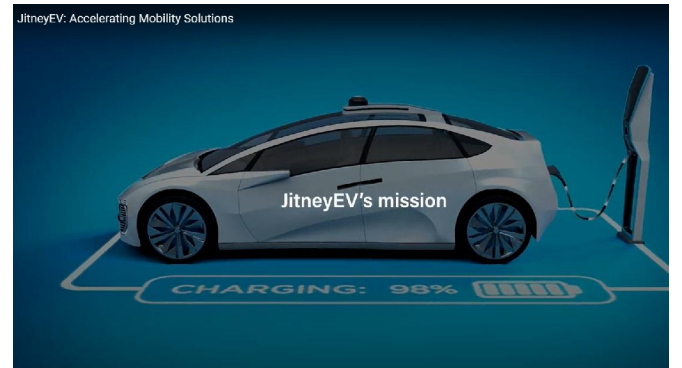 JitneyEV: Accelerating Mobility Solutions
JitneyEV's mission
CHARGING: 98%